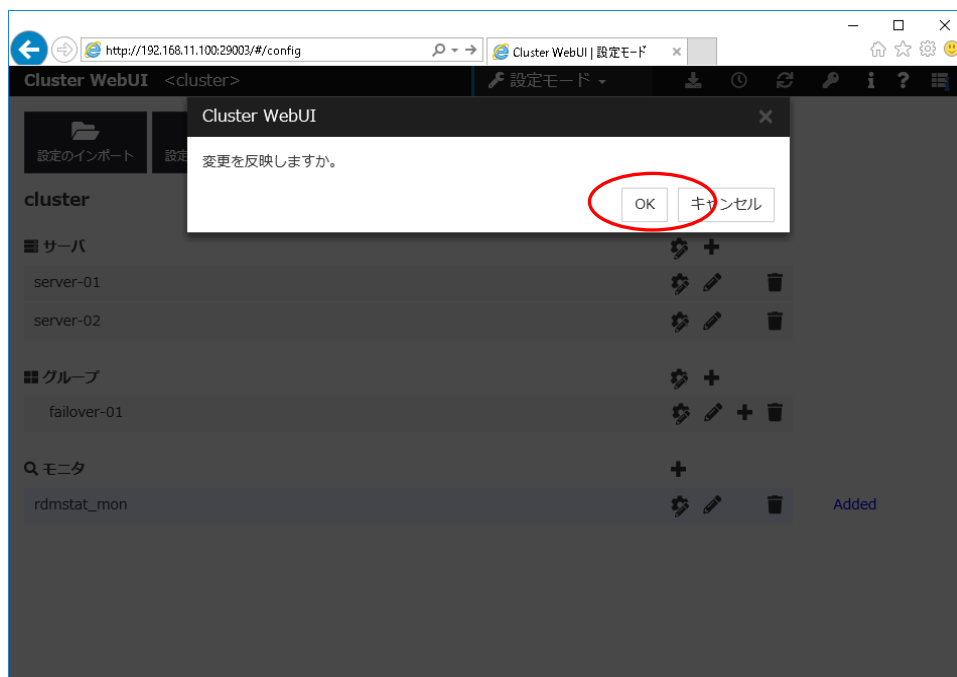 http://192.168.11.100:29003/#/config
Cluster WebUI | 設定モード
Cluster WebUI <cluster>
設定モード
Cluster WebUI
設定のインポート
設定
変更を反映しますか。
OK
キャンセル
cluster
サーバ
server-01
server-02
グループ
failover-01
モニタ
rdmstat_mon
Added